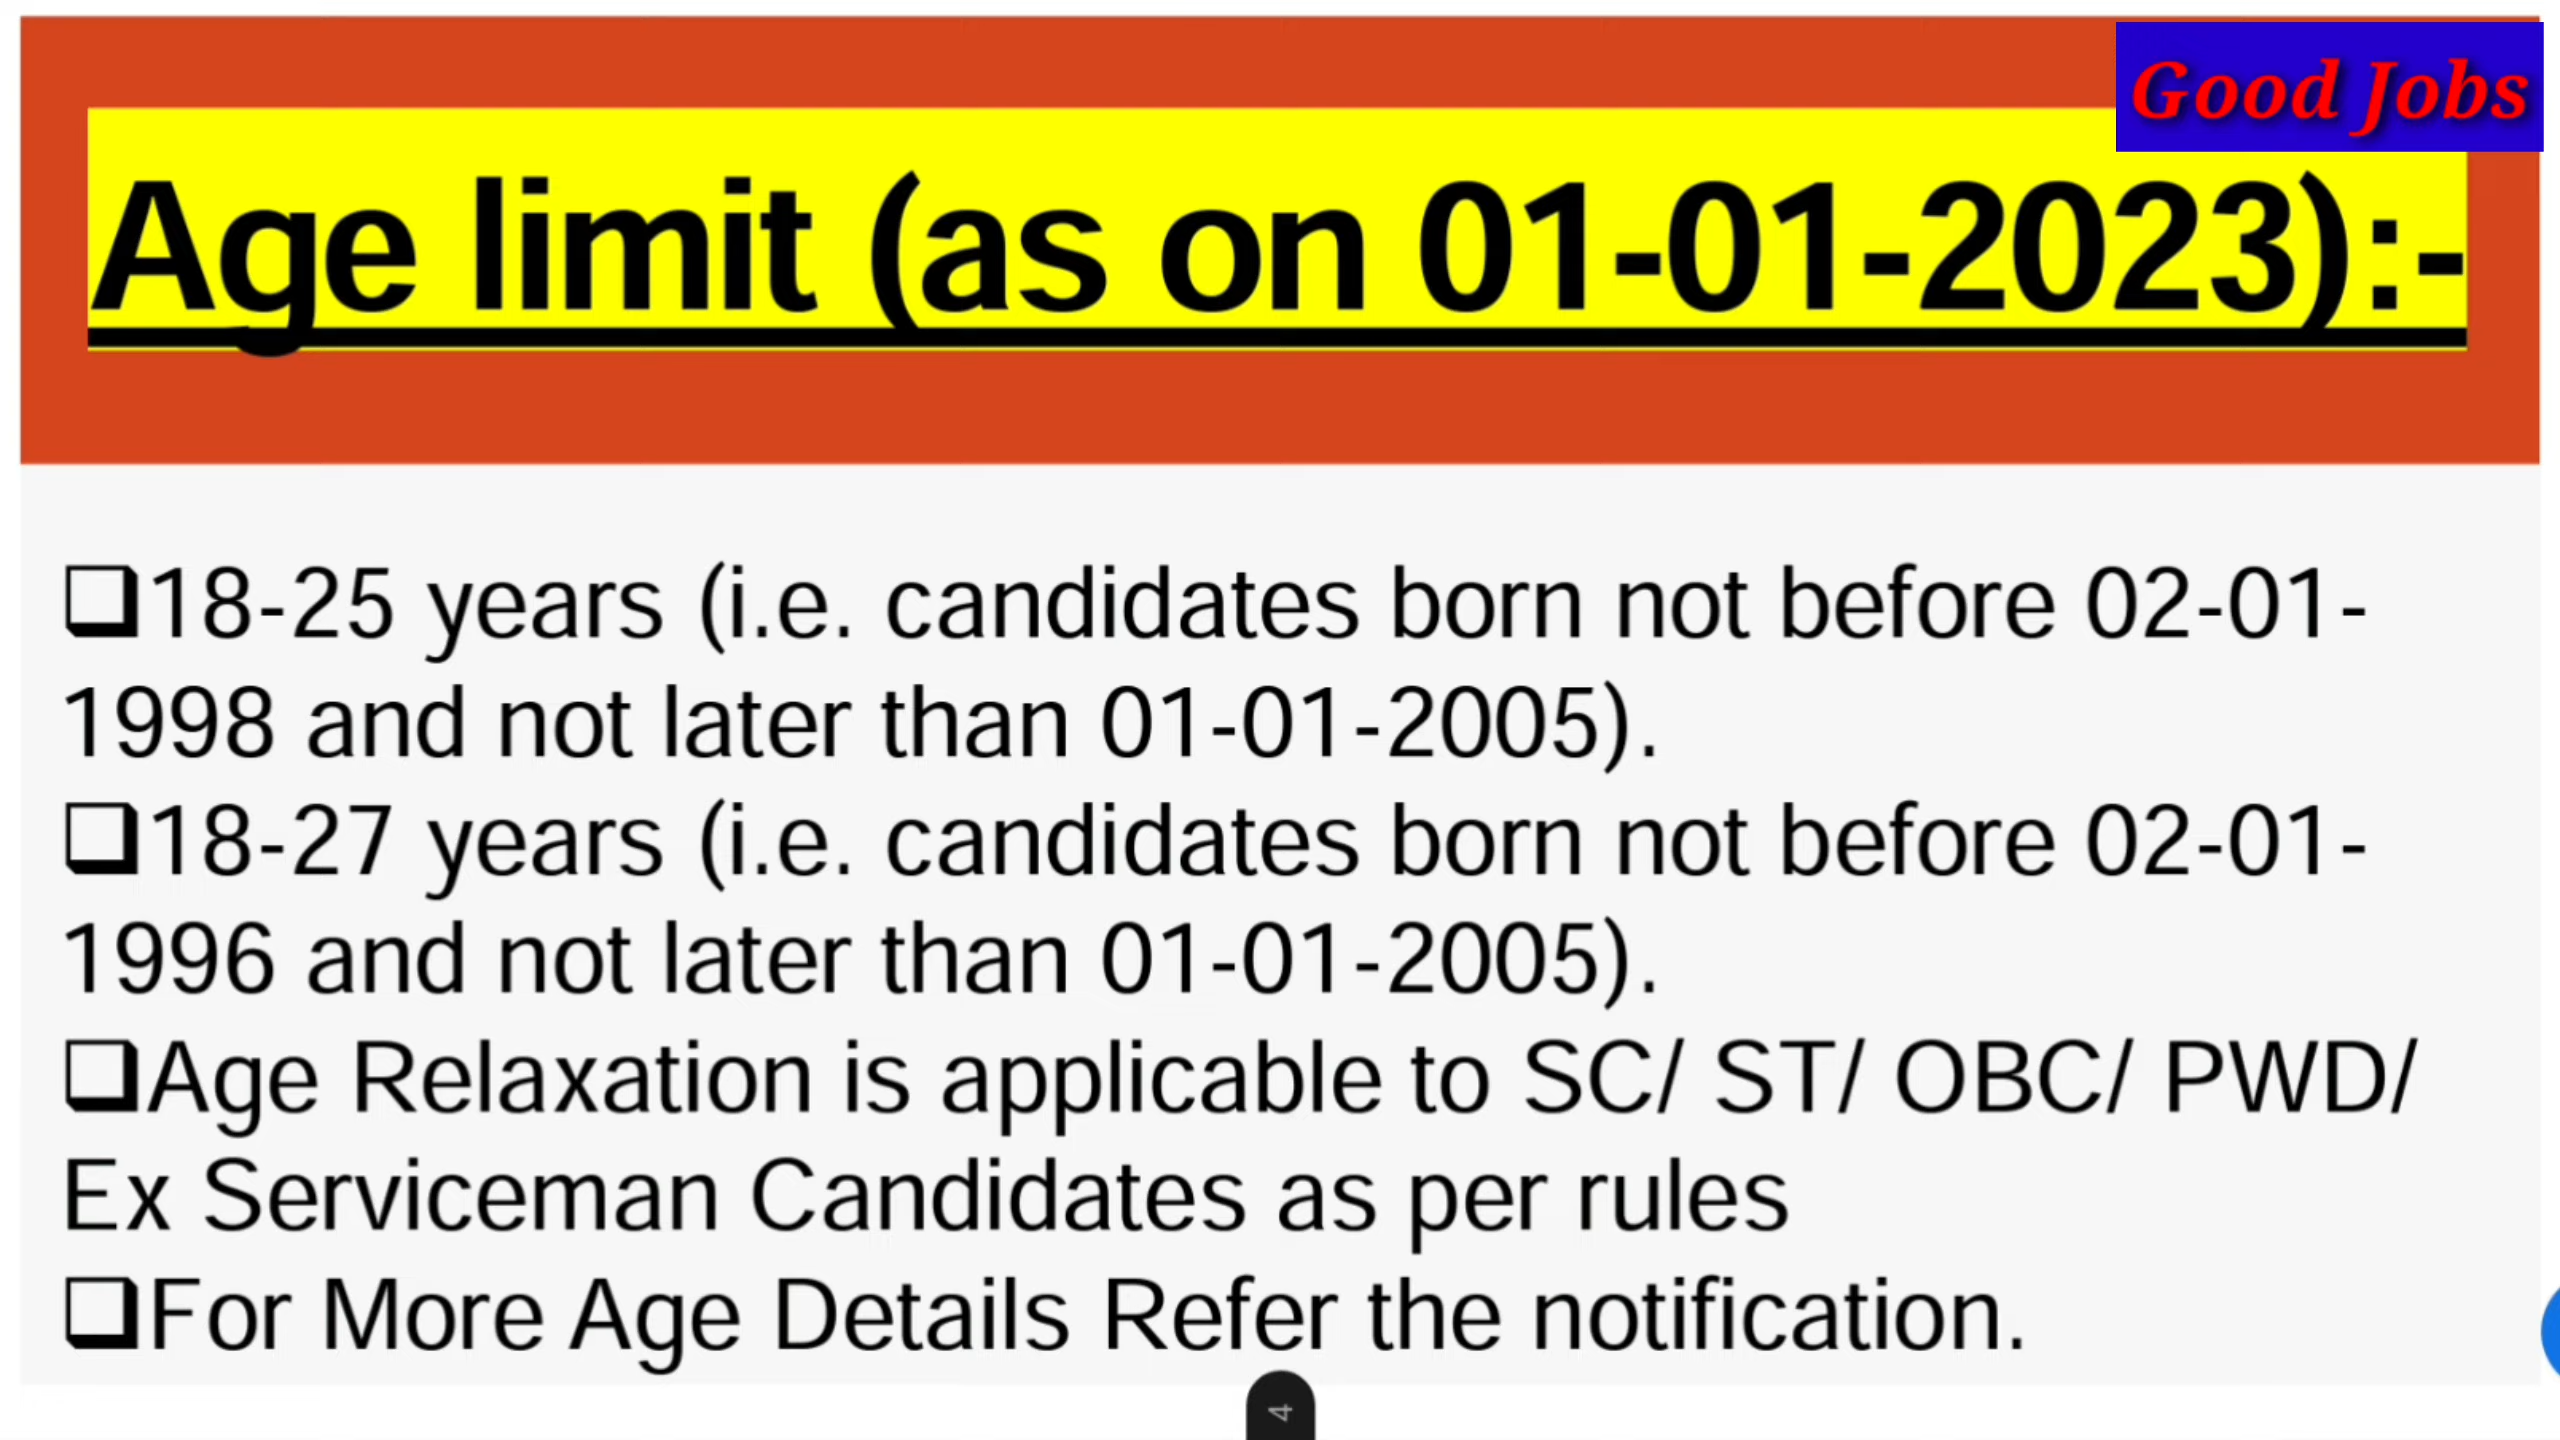 Good Jobs
Age limit (as on 01-01-2023):-
❑18-25 years (i.e. candidates born not before 02-01-
1998 and not later than 01-01-2005).
❑18-27 years (i.e. candidates born not before 02-01-
1996 and not later than 01-01-2005).
❑Age Relaxation is applicable to SC/ ST/ OBC/ PWD/
Ex Serviceman Candidates as per rules
❑For More Age Details Refer the notification.
4